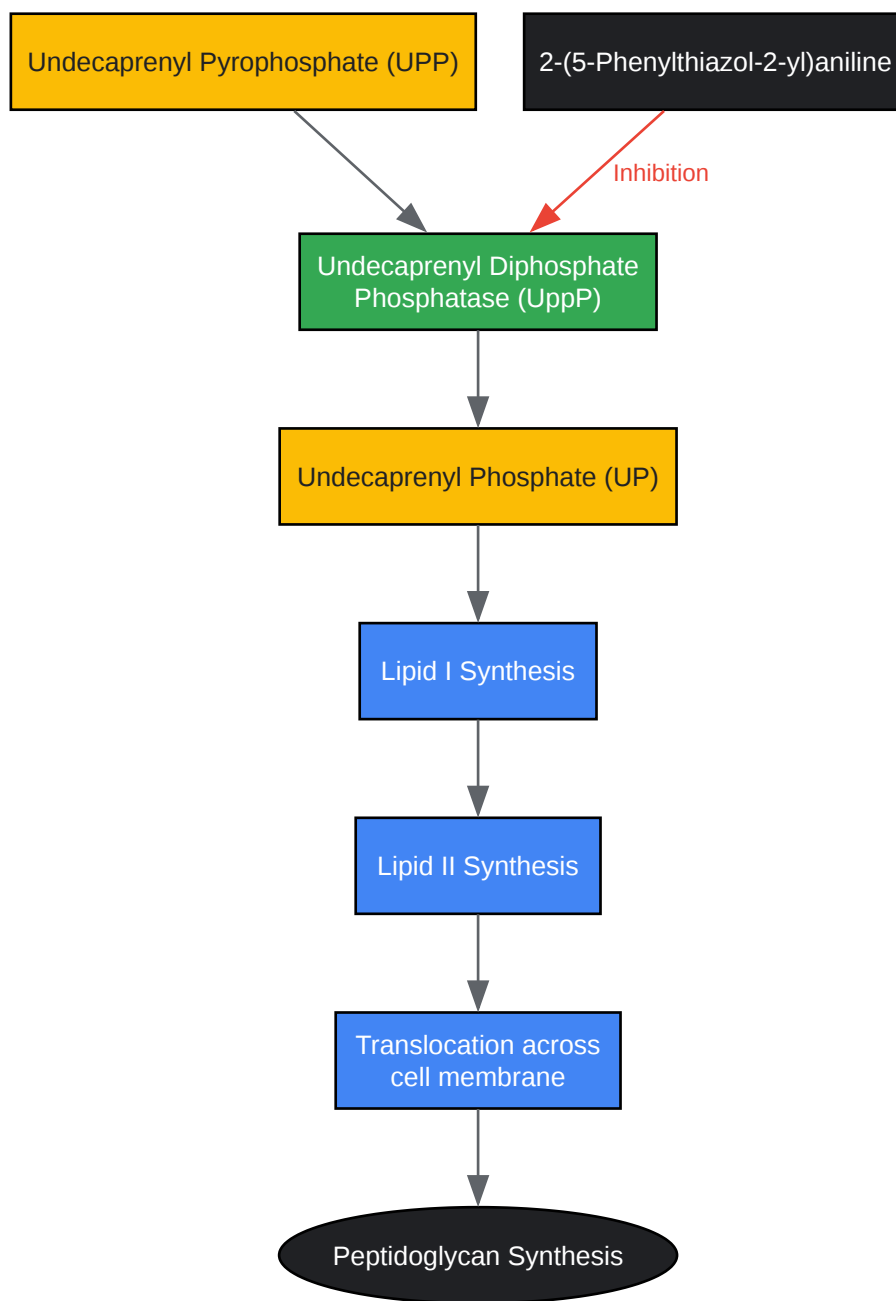 Undecaprenyl Pyrophosphate (UPP)
2-(5-Phenylthiazol-2-yl)aniline
Inhibition
Undecaprenyl Diphosphate
Phosphatase (UppP)
Undecaprenyl Phosphate (UP)
Lipid I Synthesis
Lipid II Synthesis
Translocation across
cell membrane
Peptidoglycan Synthesis